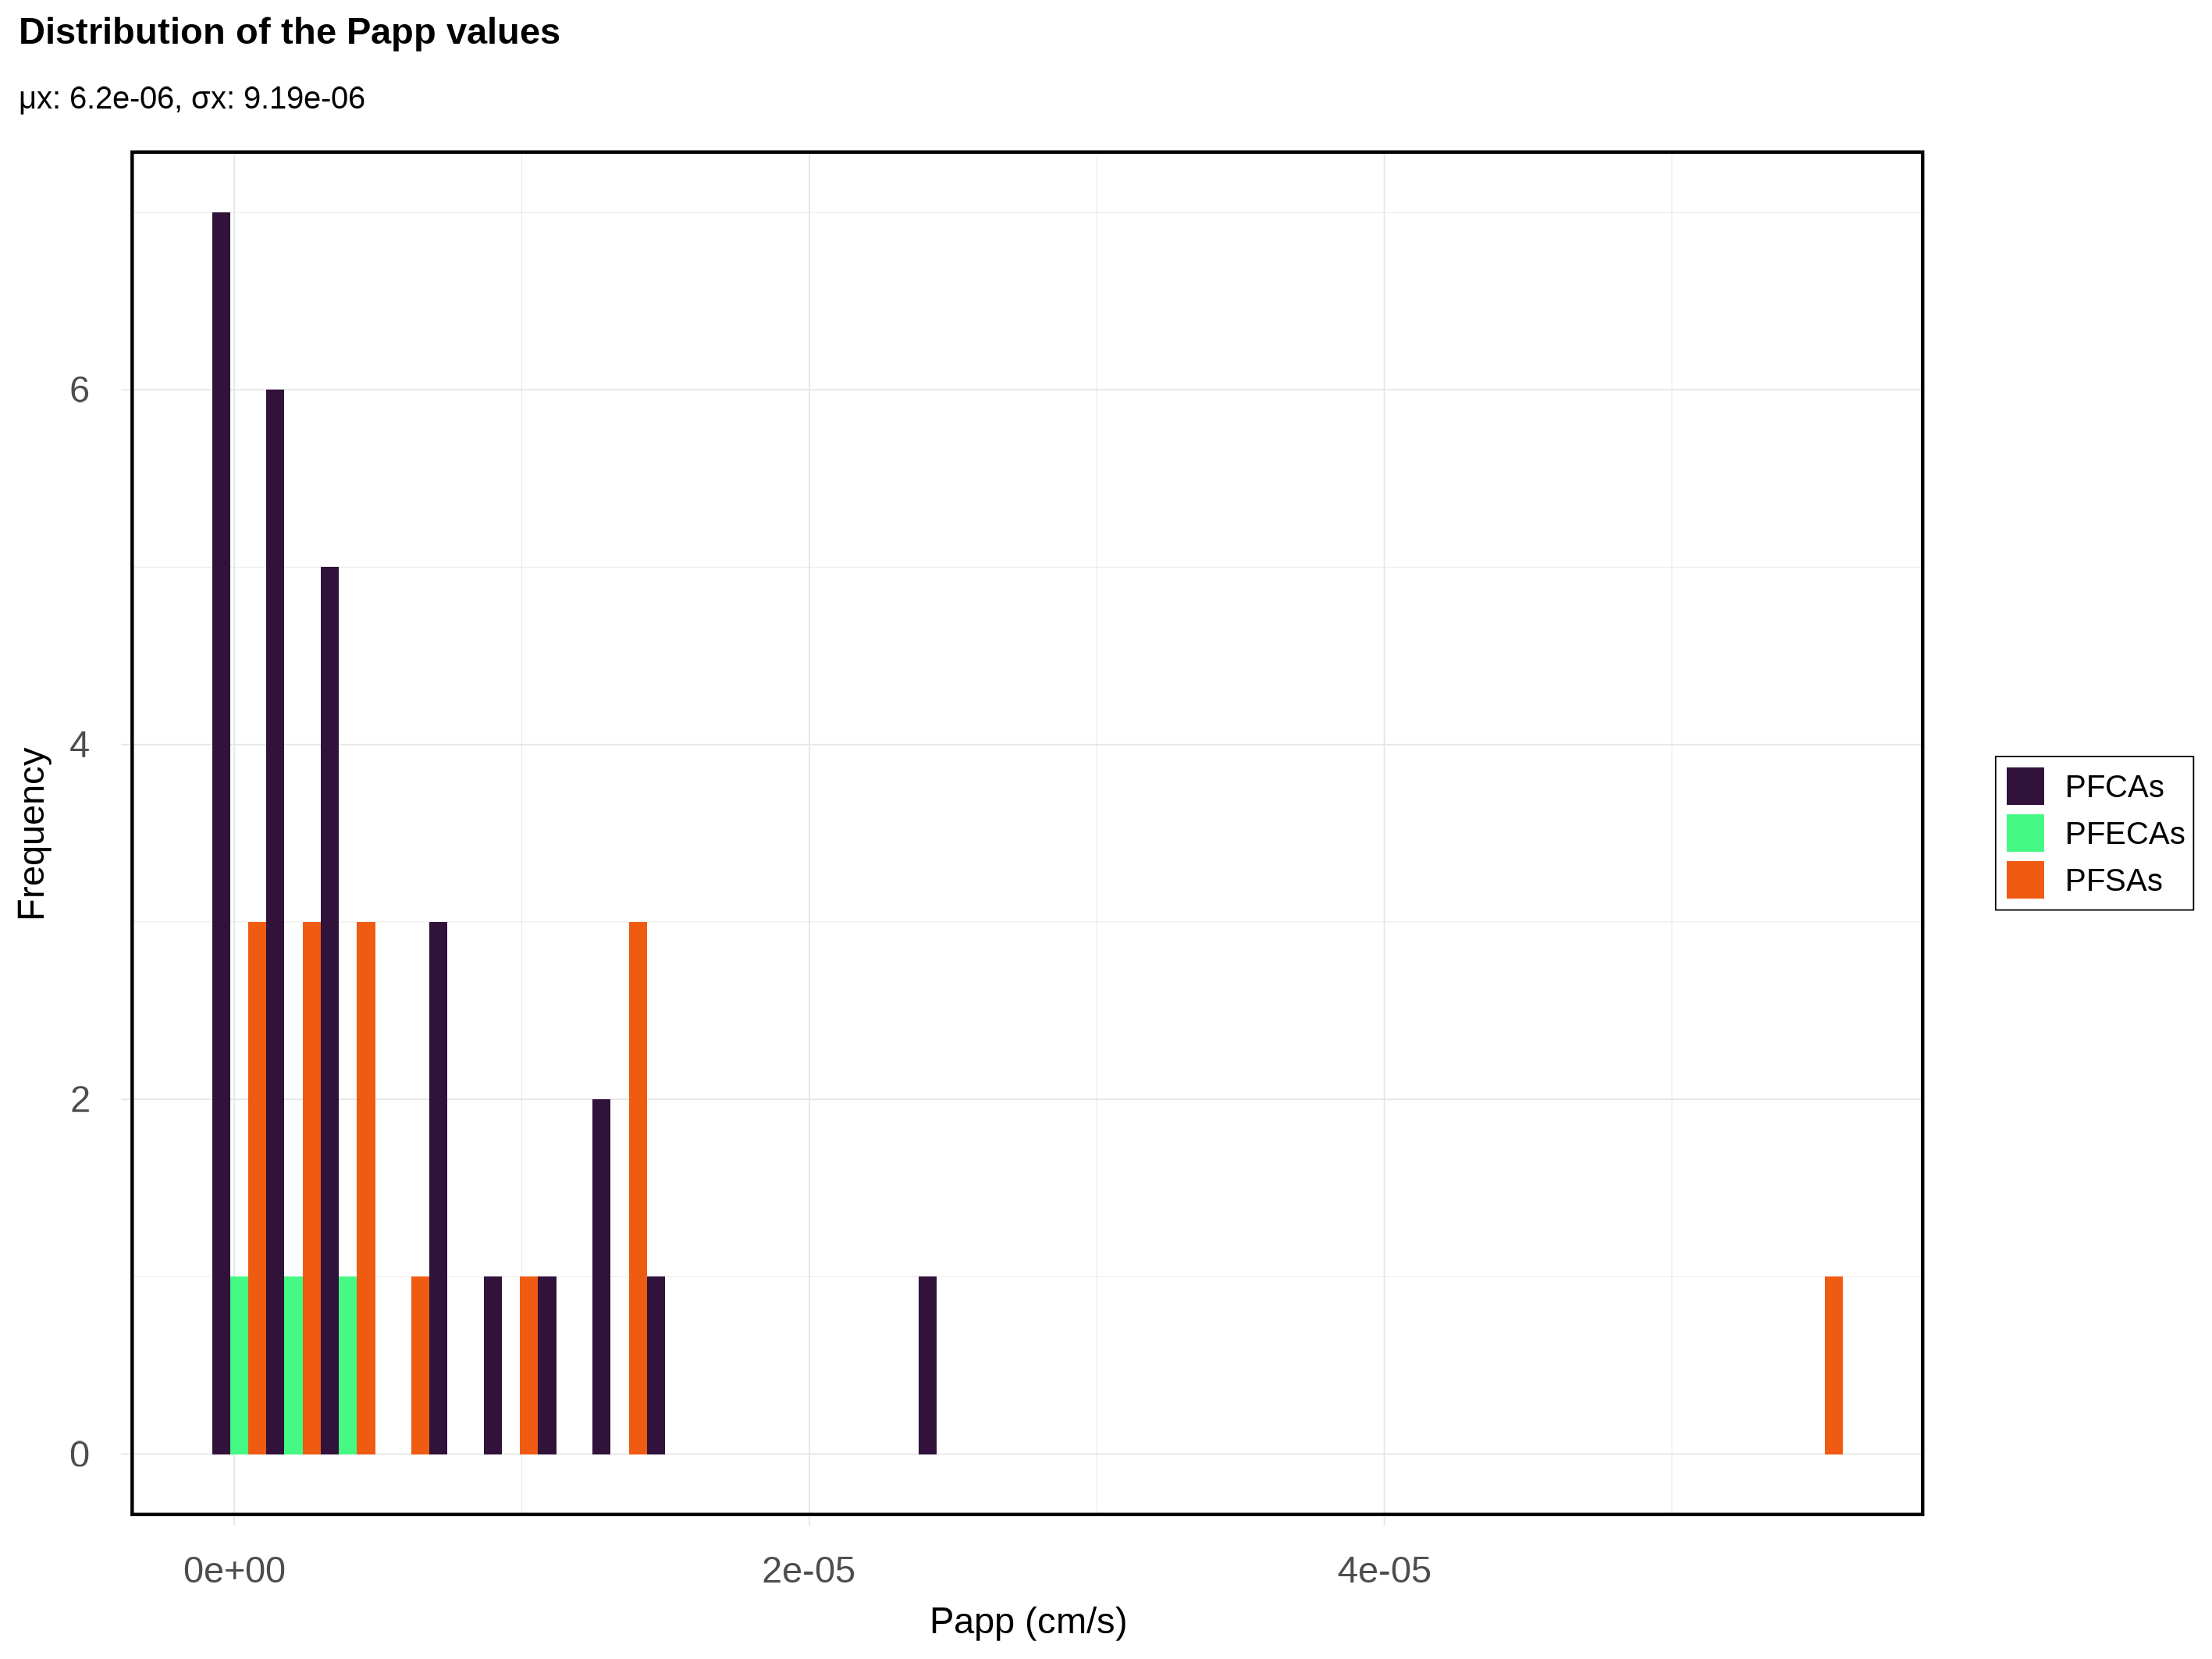 Distribution of the Papp values
μx: 6.2e-06, σx: 9.19e-06
Frequency
6
4
2
0
0e+00
2e-05
4e-05
Papp (cm/s)
PFCAs
PFECAs
PFSAs